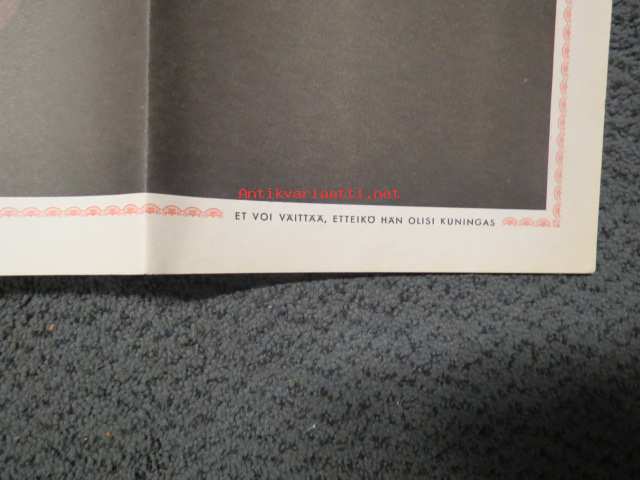 Antikvariaatti.net
ET VOI VÄITTÄÄ, ETTEIKÖ HÄN OLISI KUNINGAS